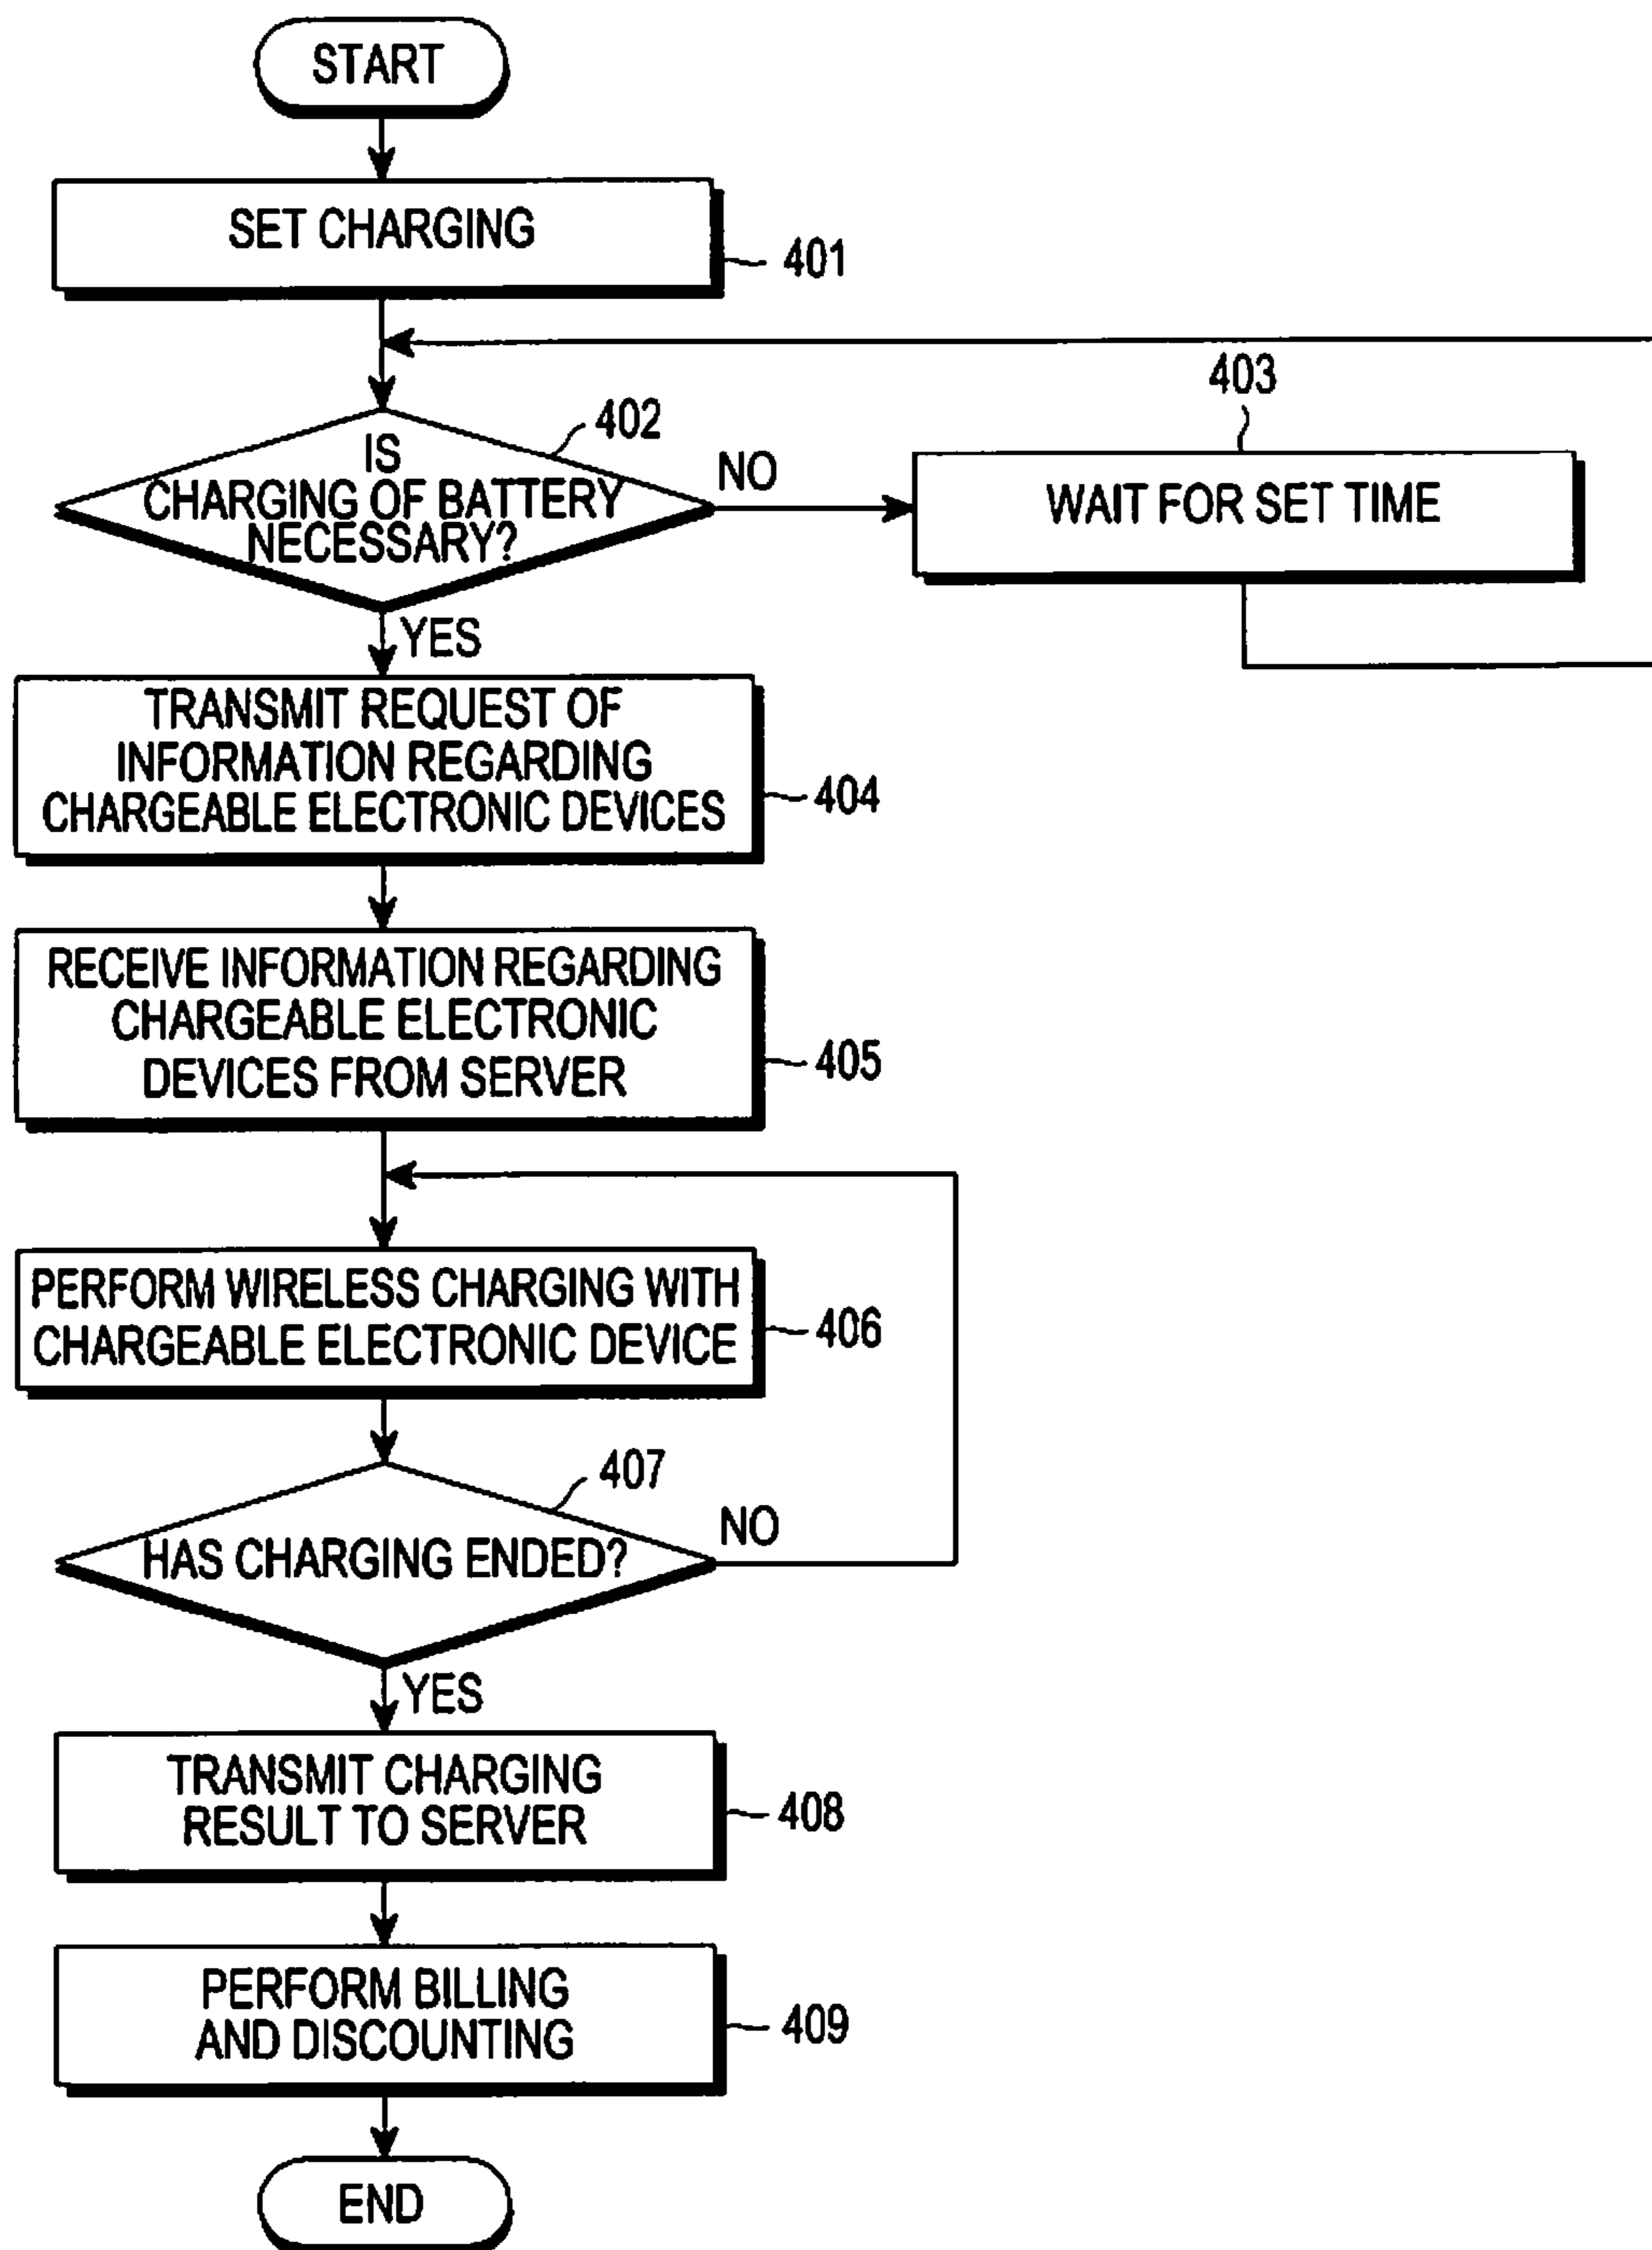 START
SET CHARGING
401
402
IS
CHARGING OF BATTERY
NECESSARY?
NO
403
WAIT FOR SET TIME
YES
TRANSMIT REQUEST OF
INFORMATION REGARDING
CHARGEABLE ELECTRONIC DEVICES
404
RECEIVE INFORMATION REGARDING
CHARGEABLE ELECTRONIC
DEVICES FROM SERVER
405
PERFORM WIRELESS CHARGING WITH
CHARGEABLE ELECTRONIC DEVICE
406
407
HAS CHARGING ENDED?
NO
YES
TRANSMIT CHARGING
RESULT TO SERVER
408
PERFORM BILLING
AND DISCOUNTING
409
END